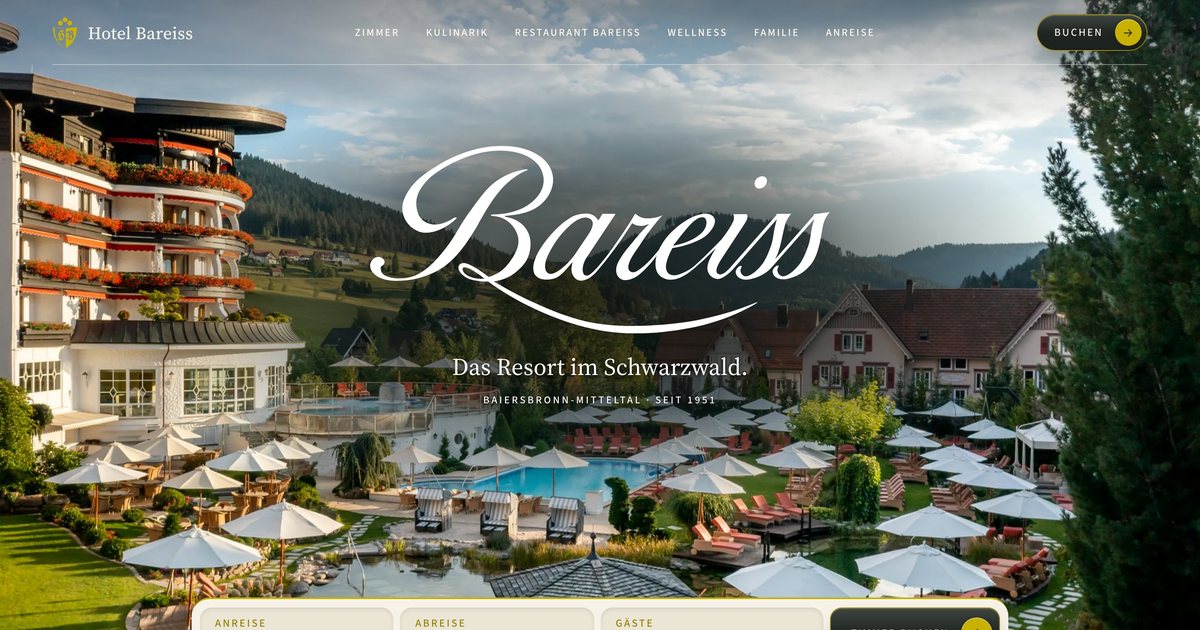 Hotel Bareiss
ZIMMER KULINARIK RESTAURANT BAREISS WELLNESS FAMILIE ANREISE
BUCHEN
Bareiss
Das Resort im Schwarzwald.
BAIERSBRONN-MITTELTAL · SEIT 1951
ANREISE ABREISE GÄSTE